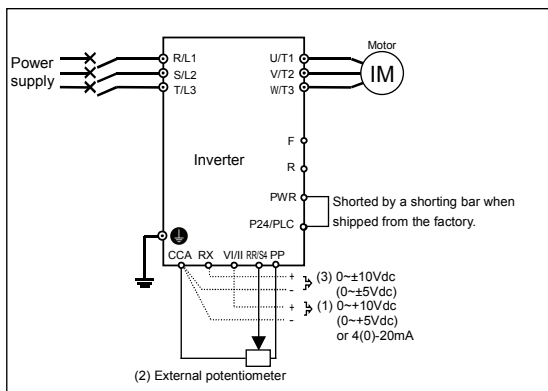 Motor
Power supply
R/L1
S/L2
T/L3
U/T1
V/T2
W/T3
IM
F
R
Inverter
PWR
P24/PLC
Shorted by a shorting bar when
shipped from the factory.
CCA RX VI/II RR/S4 PP
+
-
(3) 0~±10Vdc
(0~±5Vdc)
+
-
(1) 0~+10Vdc
(0~+5Vdc)
or 4(0)-20mA
(2) External potentiometer